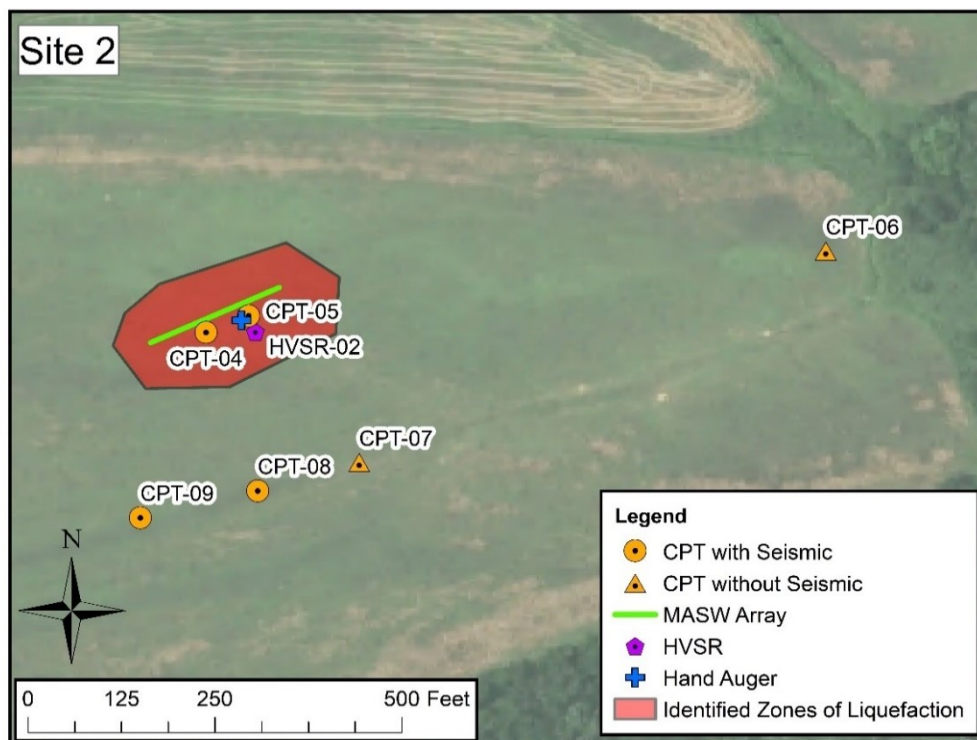 Site 2
CPT-06
CPT-05
CPT-04
HVSR-02
CPT-07
CPT-08
CPT-09
N
0 125 250 500 Feet
Legend
CPT with Seismic
CPT without Seismic
MASW Array
HVSR
Hand Auger
Identified Zones of Liquefaction